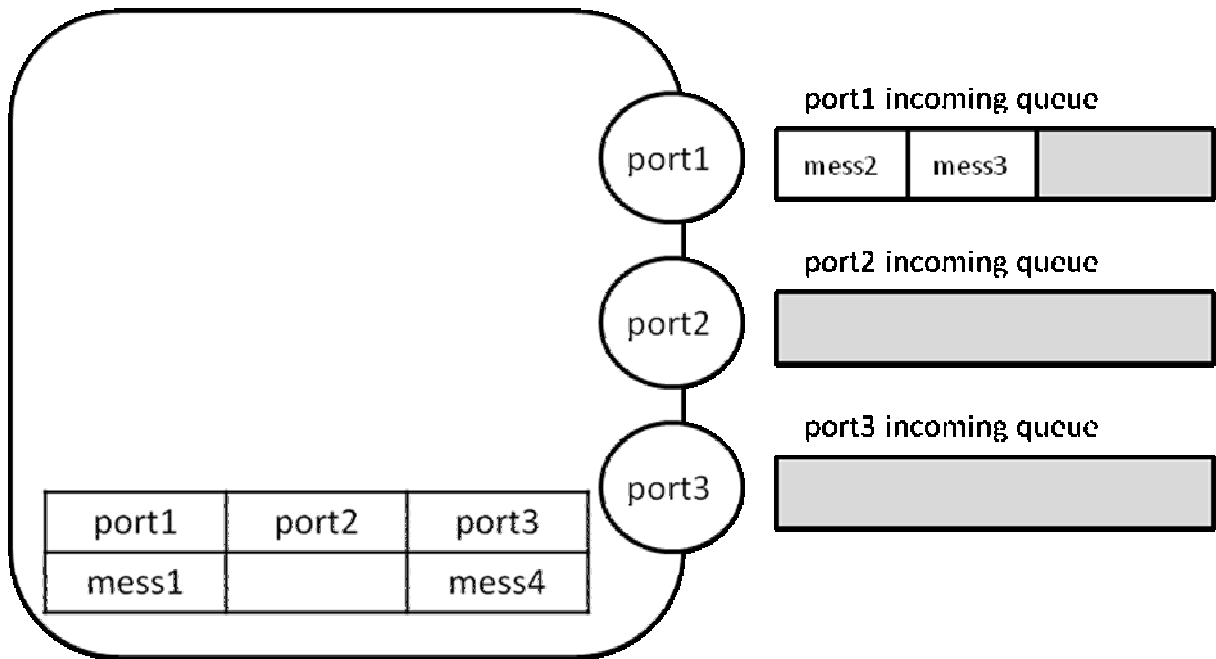 port1 incoming queue
port1
mess2 mess3
port2 incoming queue
port2
port3 incoming queue
port3
port1 port2 port3
mess1 mess4